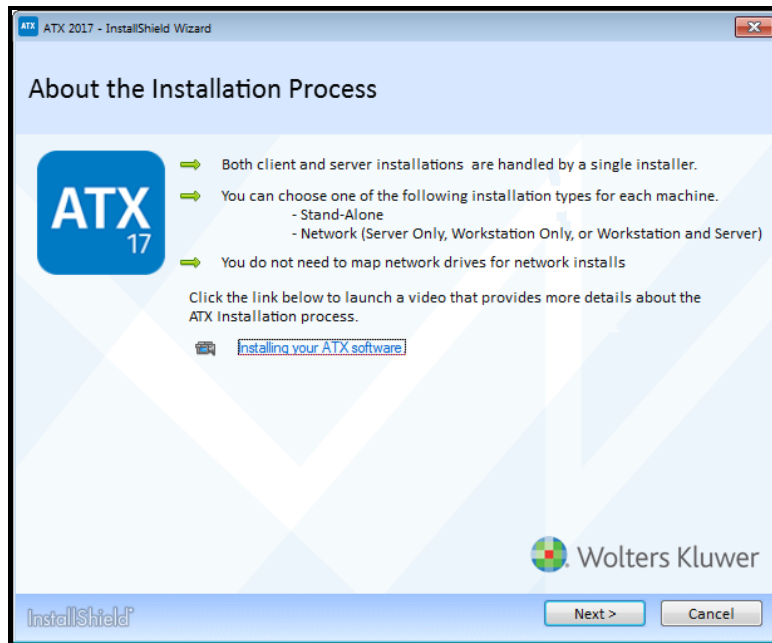 ATX ATX 2017 - InstallShield Wizard
About the Installation Process
Both client and server installations are handled by a single installer.
ATX
17
You can choose one of the following installation types for each machine.
- Stand-Alone
- Network (Server Only, Workstation Only, or Workstation and Server)
You do not need to map network drives for network installs
Click the link below to launch a video that provides more details about the
ATX Installation process.
Installing your ATX software.
Wolters Kluwer
InstallShield
Next >
Cancel